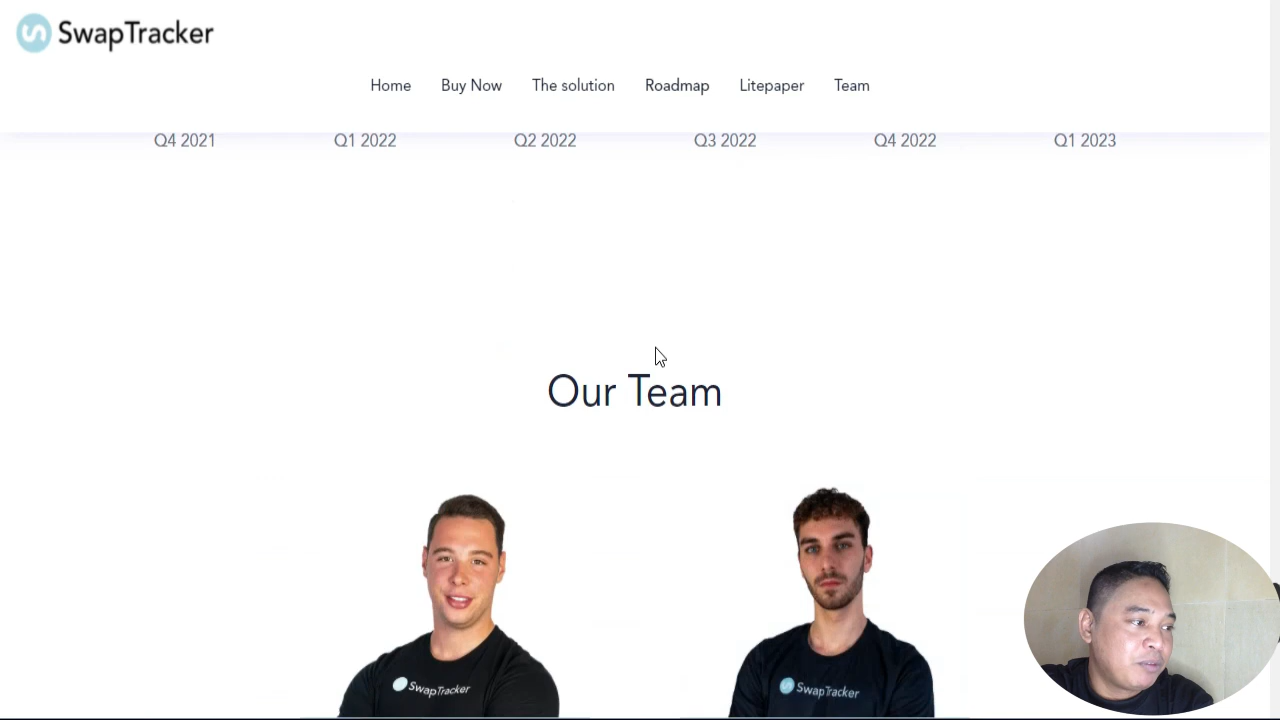 SwapTracker
Home Buy Now The solution Roadmap Litepaper Team
Q4 2021 Q1 2022 Q2 2022 Q3 2022 Q4 2022 Q1 2023
Our Team
SwapTracker
SwapTracker